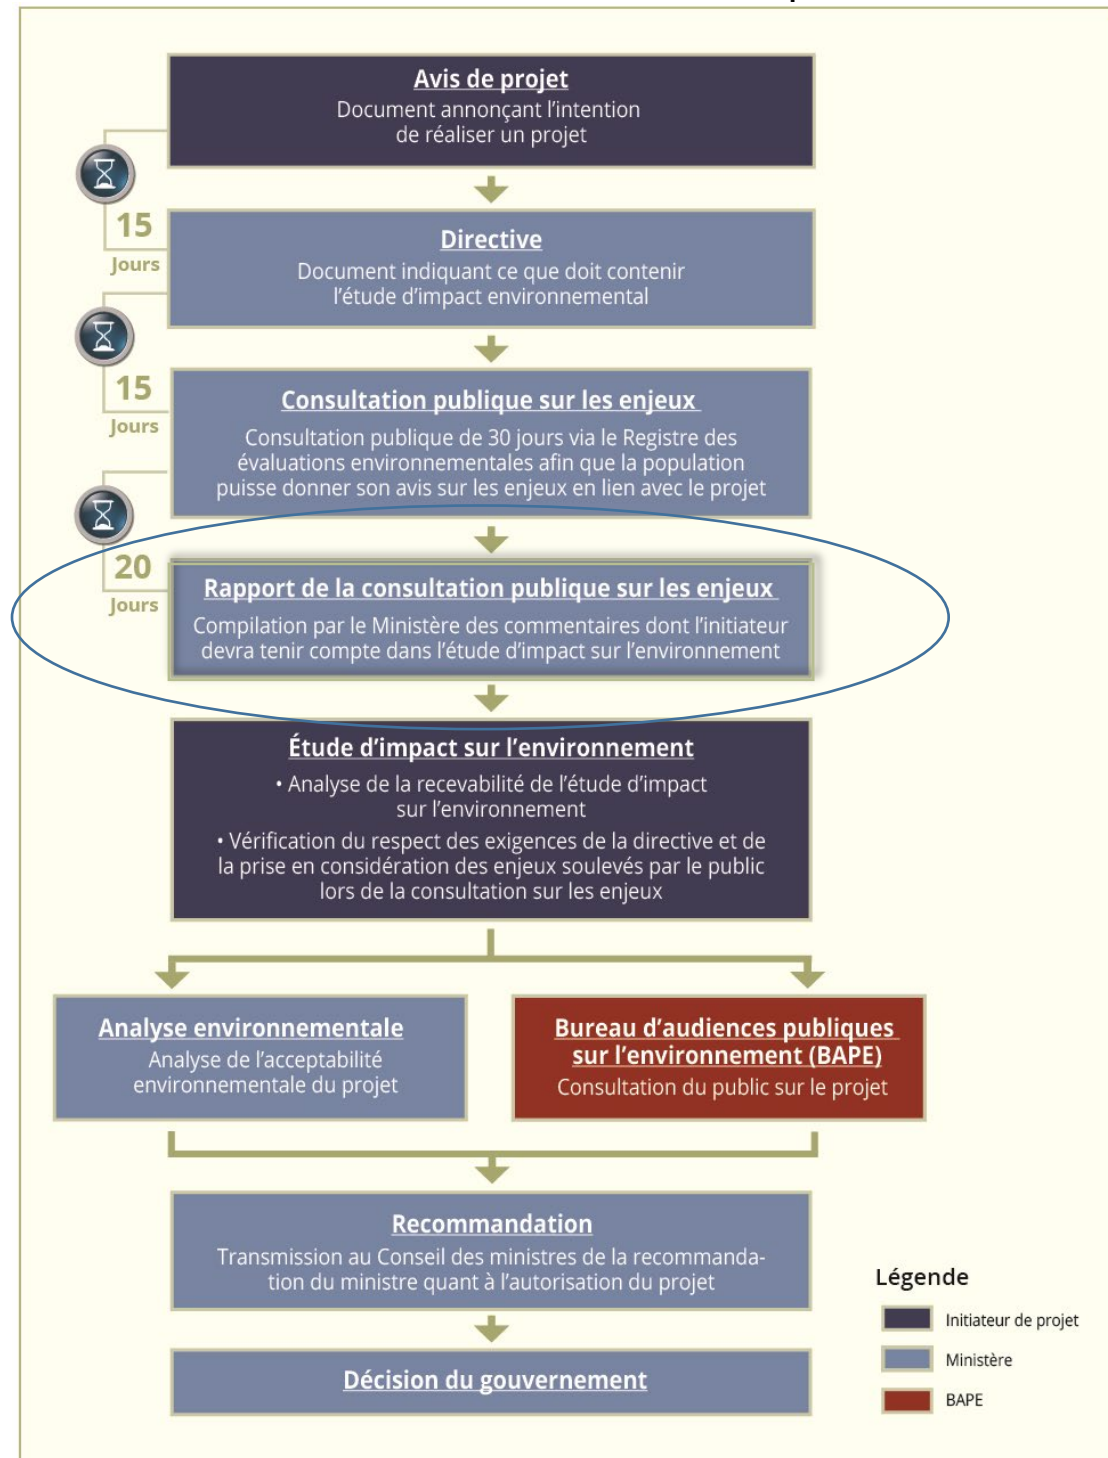 Avis de projet
Document annonçant l'intention
de réaliser un projet
15
Jours
Directive
Document indiquant ce que doit contenir
l'étude d'impact environnemental
15
Jours
Consultation publique sur les enjeux
Consultation publique de 30 jours via le Registre des
évaluations environnementales afin que la population
puisse donner son avis sur les enjeux en lien avec le projet
20
Jours
Rapport de la consultation publique sur les enjeux
Compilation par le Ministère des commentaires dont l'initiateur
devra tenir compte dans l'étude d'impact sur l'environnement
Étude d'impact sur l'environnement
• Analyse de la recevabilité de l'étude d'impact
sur l'environnement
• Vérification du respect des exigences de la directive et de
la prise en considération des enjeux soulevés par le public
lors de la consultation sur les enjeux
Analyse environnementale
Analyse de l'acceptabilité
environnementale du projet
Bureau d'audiences publiques
sur l'environnement (BAPE)
Consultation du public sur le projet
Recommandation
Transmission au Conseil des ministres de la recommanda-
tion du ministre quant à l'autorisation du projet
Décision du gouvernement
Légende
Initiateur de projet
Ministère
BAPE